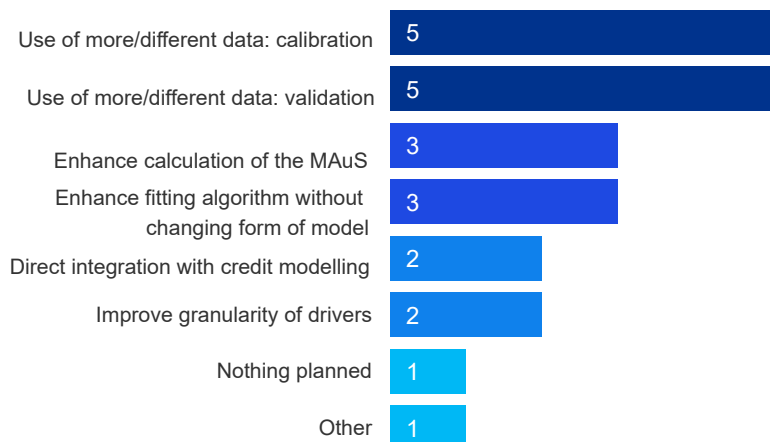 Use of more/different data: calibration 5
Use of more/different data: validation 5
Enhance calculation of the MAuS 3
Enhance fitting algorithm without
changing form of model 3
Direct integration with credit modelling 2
Improve granularity of drivers 2
Nothing planned 1
Other 1